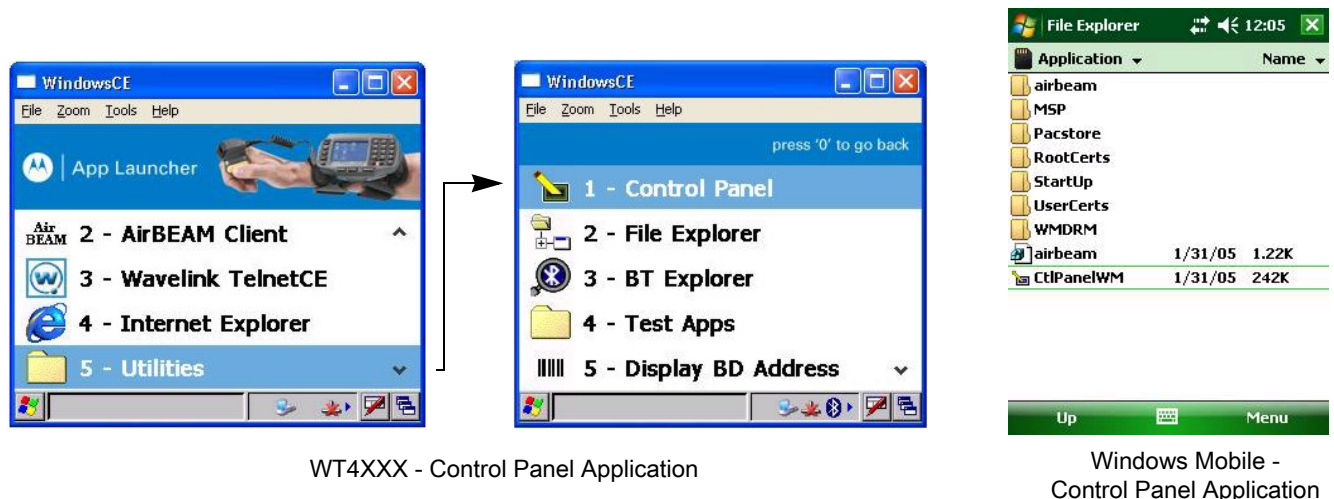 WindowsCE
File Zoom Tools Help
App Launcher
Air
BEAM 2 - AirBEAM Client
3 - Wavelink TelnetCE
4 - Internet Explorer
5 - Utilities
WindowsCE
File Zoom Tools Help
press '0' to go back
1 - Control Panel
2 - File Explorer
3 - BT Explorer
4 - Test Apps
5 - Display BD Address
WT4XXX - Control Panel Application
File Explorer 12:05
Application Name
airbeam
MSP
Pacstore
RootCerts
StartUp
UserCerts
WMDRM
airbeam 1/31/05 1.22K
CtlPanelWM 1/31/05 242K
Up Menu
Windows Mobile -
Control Panel Application